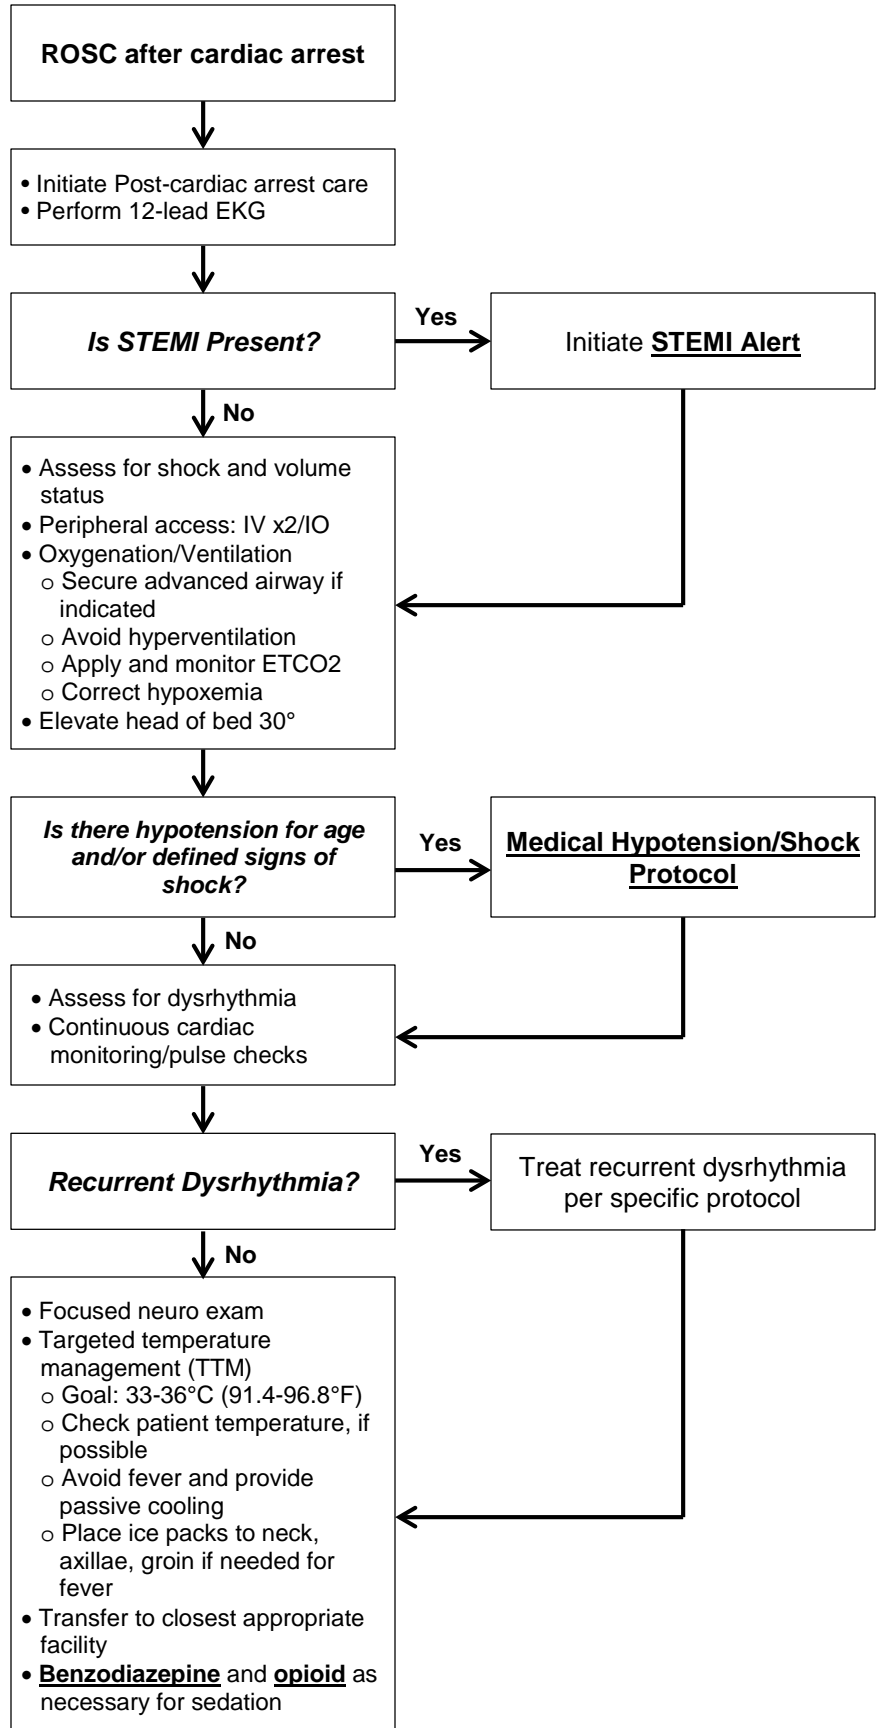 ROSC after cardiac arrest
• Initiate Post-cardiac arrest care
• Perform 12-lead EKG
Is STEMI Present?
Yes
Initiate STEMI Alert
No
• Assess for shock and volume
status
• Peripheral access: IV x2/IO
• Oxygenation/Ventilation
o Secure advanced airway if
indicated
o Avoid hyperventilation
o Apply and monitor ETCO2
o Correct hypoxemia
• Elevate head of bed 30°
Is there hypotension for age
and/or defined signs of
shock?
Yes
Medical Hypotension/Shock
Protocol
No
• Assess for dysrhythmia
• Continuous cardiac
monitoring/pulse checks
Recurrent Dysrhythmia?
Yes
Treat recurrent dysrhythmia
per specific protocol
No
• Focused neuro exam
• Targeted temperature
management (TTM)
o Goal: 33-36°C (91.4-96.8°F)
o Check patient temperature, if
possible
o Avoid fever and provide
passive cooling
o Place ice packs to neck,
axillae, groin if needed for
fever
• Transfer to closest appropriate
facility
• Benzodiazepine and opioid as
necessary for sedation